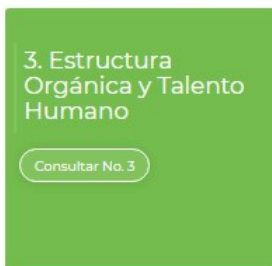 3. Estructura
Orgánica y Talento
Humano
Consultar No. 3